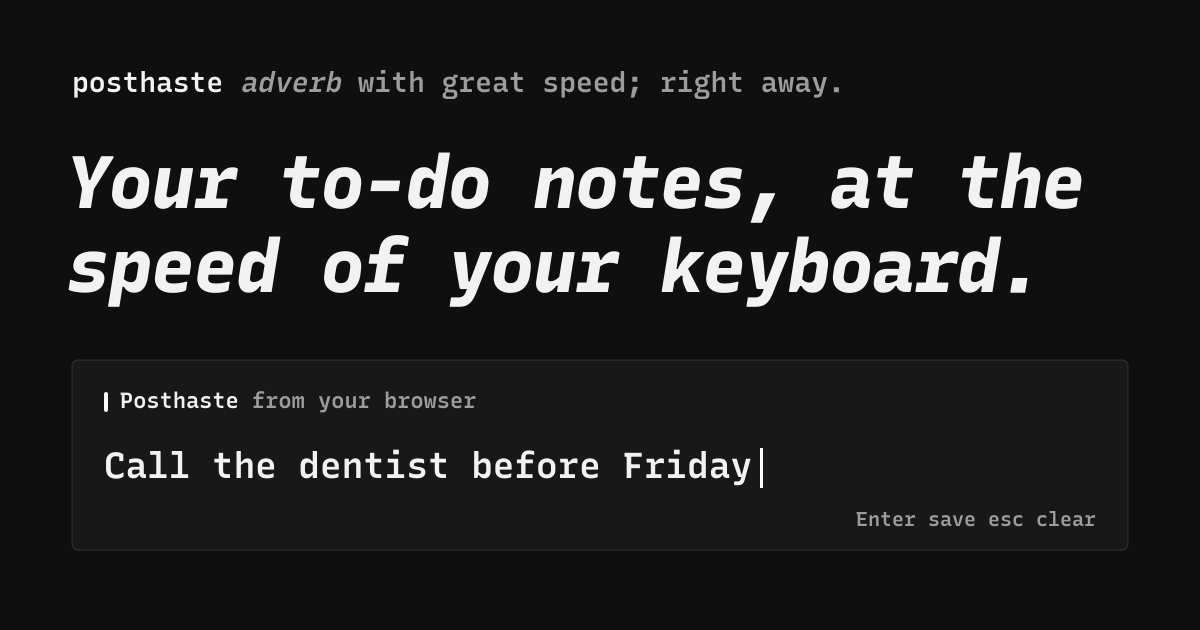 posthaste adverb with great speed; right away.
Your to-do notes, at the
speed of your keyboard.
Posthaste from your browser
Call the dentist before Friday
Enter save esc clear